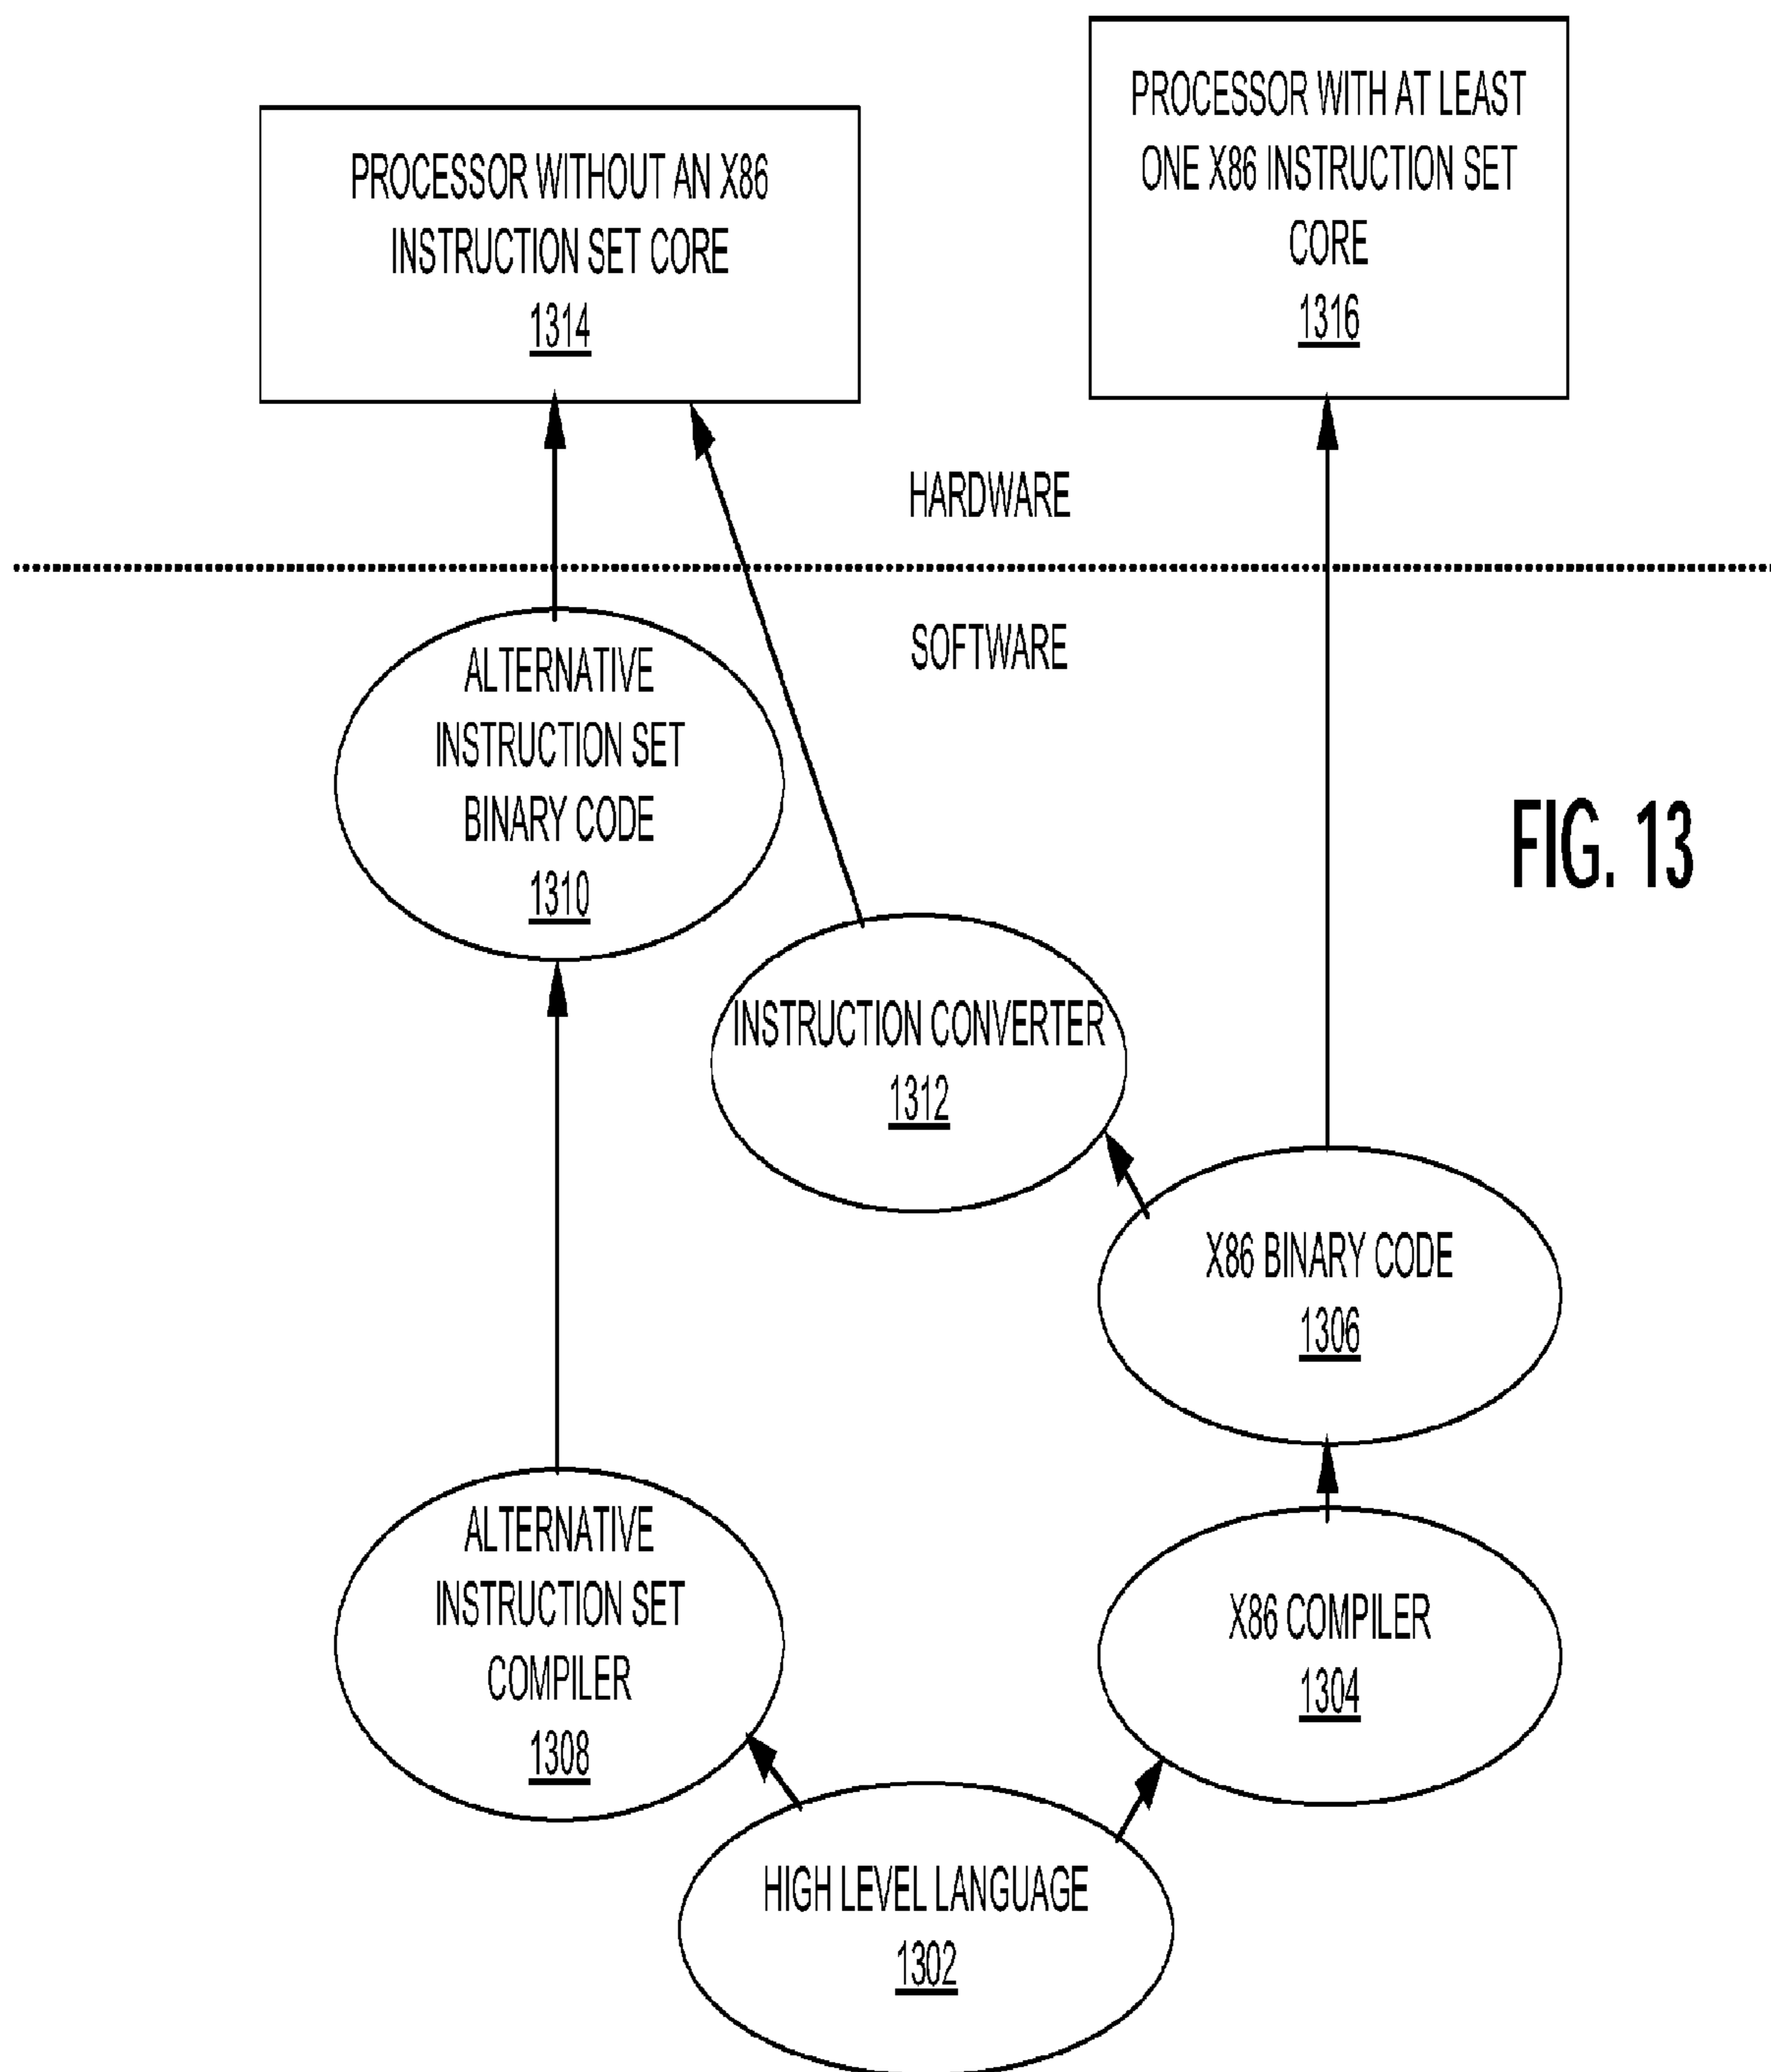 PROCESSOR WITHOUT AN X86
INSTRUCTION SET CORE
1314
PROCESSOR WITH AT LEAST
ONE X86 INSTRUCTION SET
CORE
1316
HARDWARE
SOFTWARE
ALTERNATIVE
INSTRUCTION SET
BINARY CODE
1310
FIG. 13
INSTRUCTION CONVERTER
1312
X86 BINARY CODE
1306
ALTERNATIVE
INSTRUCTION SET
COMPILER
1308
X86 COMPILER
1304
HIGH LEVEL LANGUAGE
1302